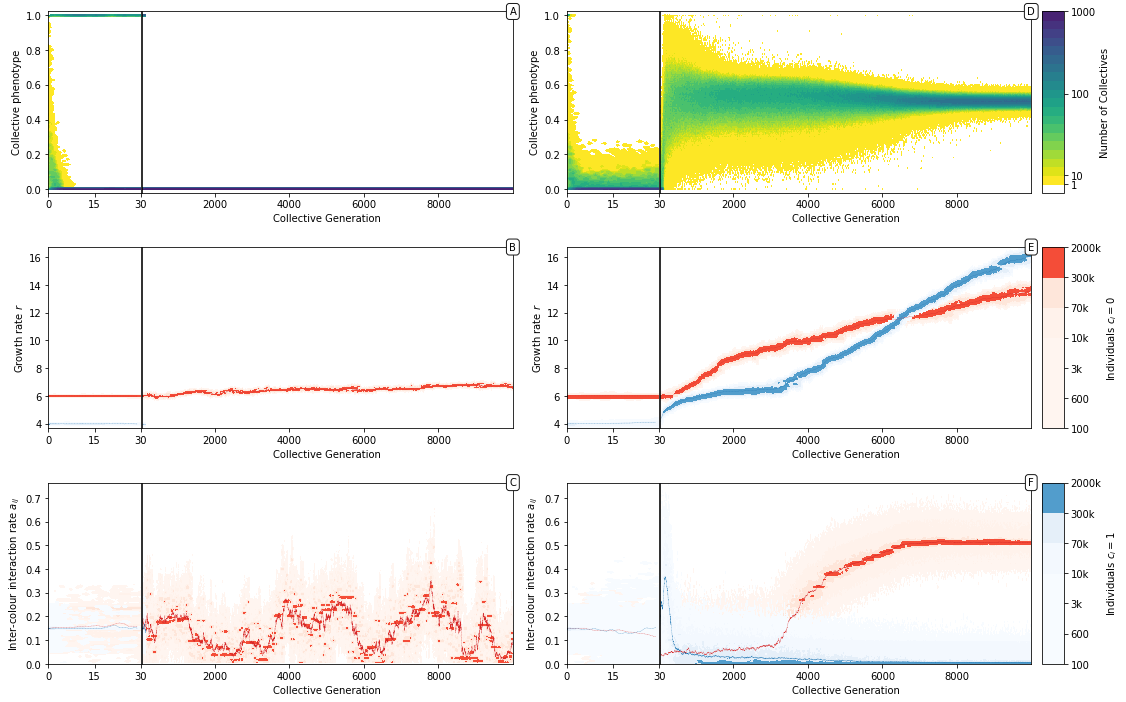 A
1.0
0.8
0.6
0.4
0.2
0.0
Collective phenotype
0
15
30
2000
4000
6000
8000
Collective Generation
D
1.0
0.8
0.6
0.4
0.2
0.0
Collective phenotype
0
15
30
2000
4000
6000
8000
Collective Generation
1000
100
10
1
Number of Collectives
B
16
14
12
10
8
6
4
Growth rate r
0
15
30
2000
4000
6000
8000
Collective Generation
E
16
14
12
10
8
6
4
Growth rate r
0
15
30
2000
4000
6000
8000
Collective Generation
2000k
300k
70k
10k
3k
600
100
Individuals c_i = 0
C
0.7
0.6
0.5
0.4
0.3
0.2
0.1
0.0
Inter-colour interaction rate a_ij
0
15
30
2000
4000
6000
8000
Collective Generation
F
0.7
0.6
0.5
0.4
0.3
0.2
0.1
0.0
Inter-colour interaction rate a_ij
0
15
30
2000
4000
6000
8000
Collective Generation
2000k
300k
70k
10k
3k
600
100
Individuals c_i = 1